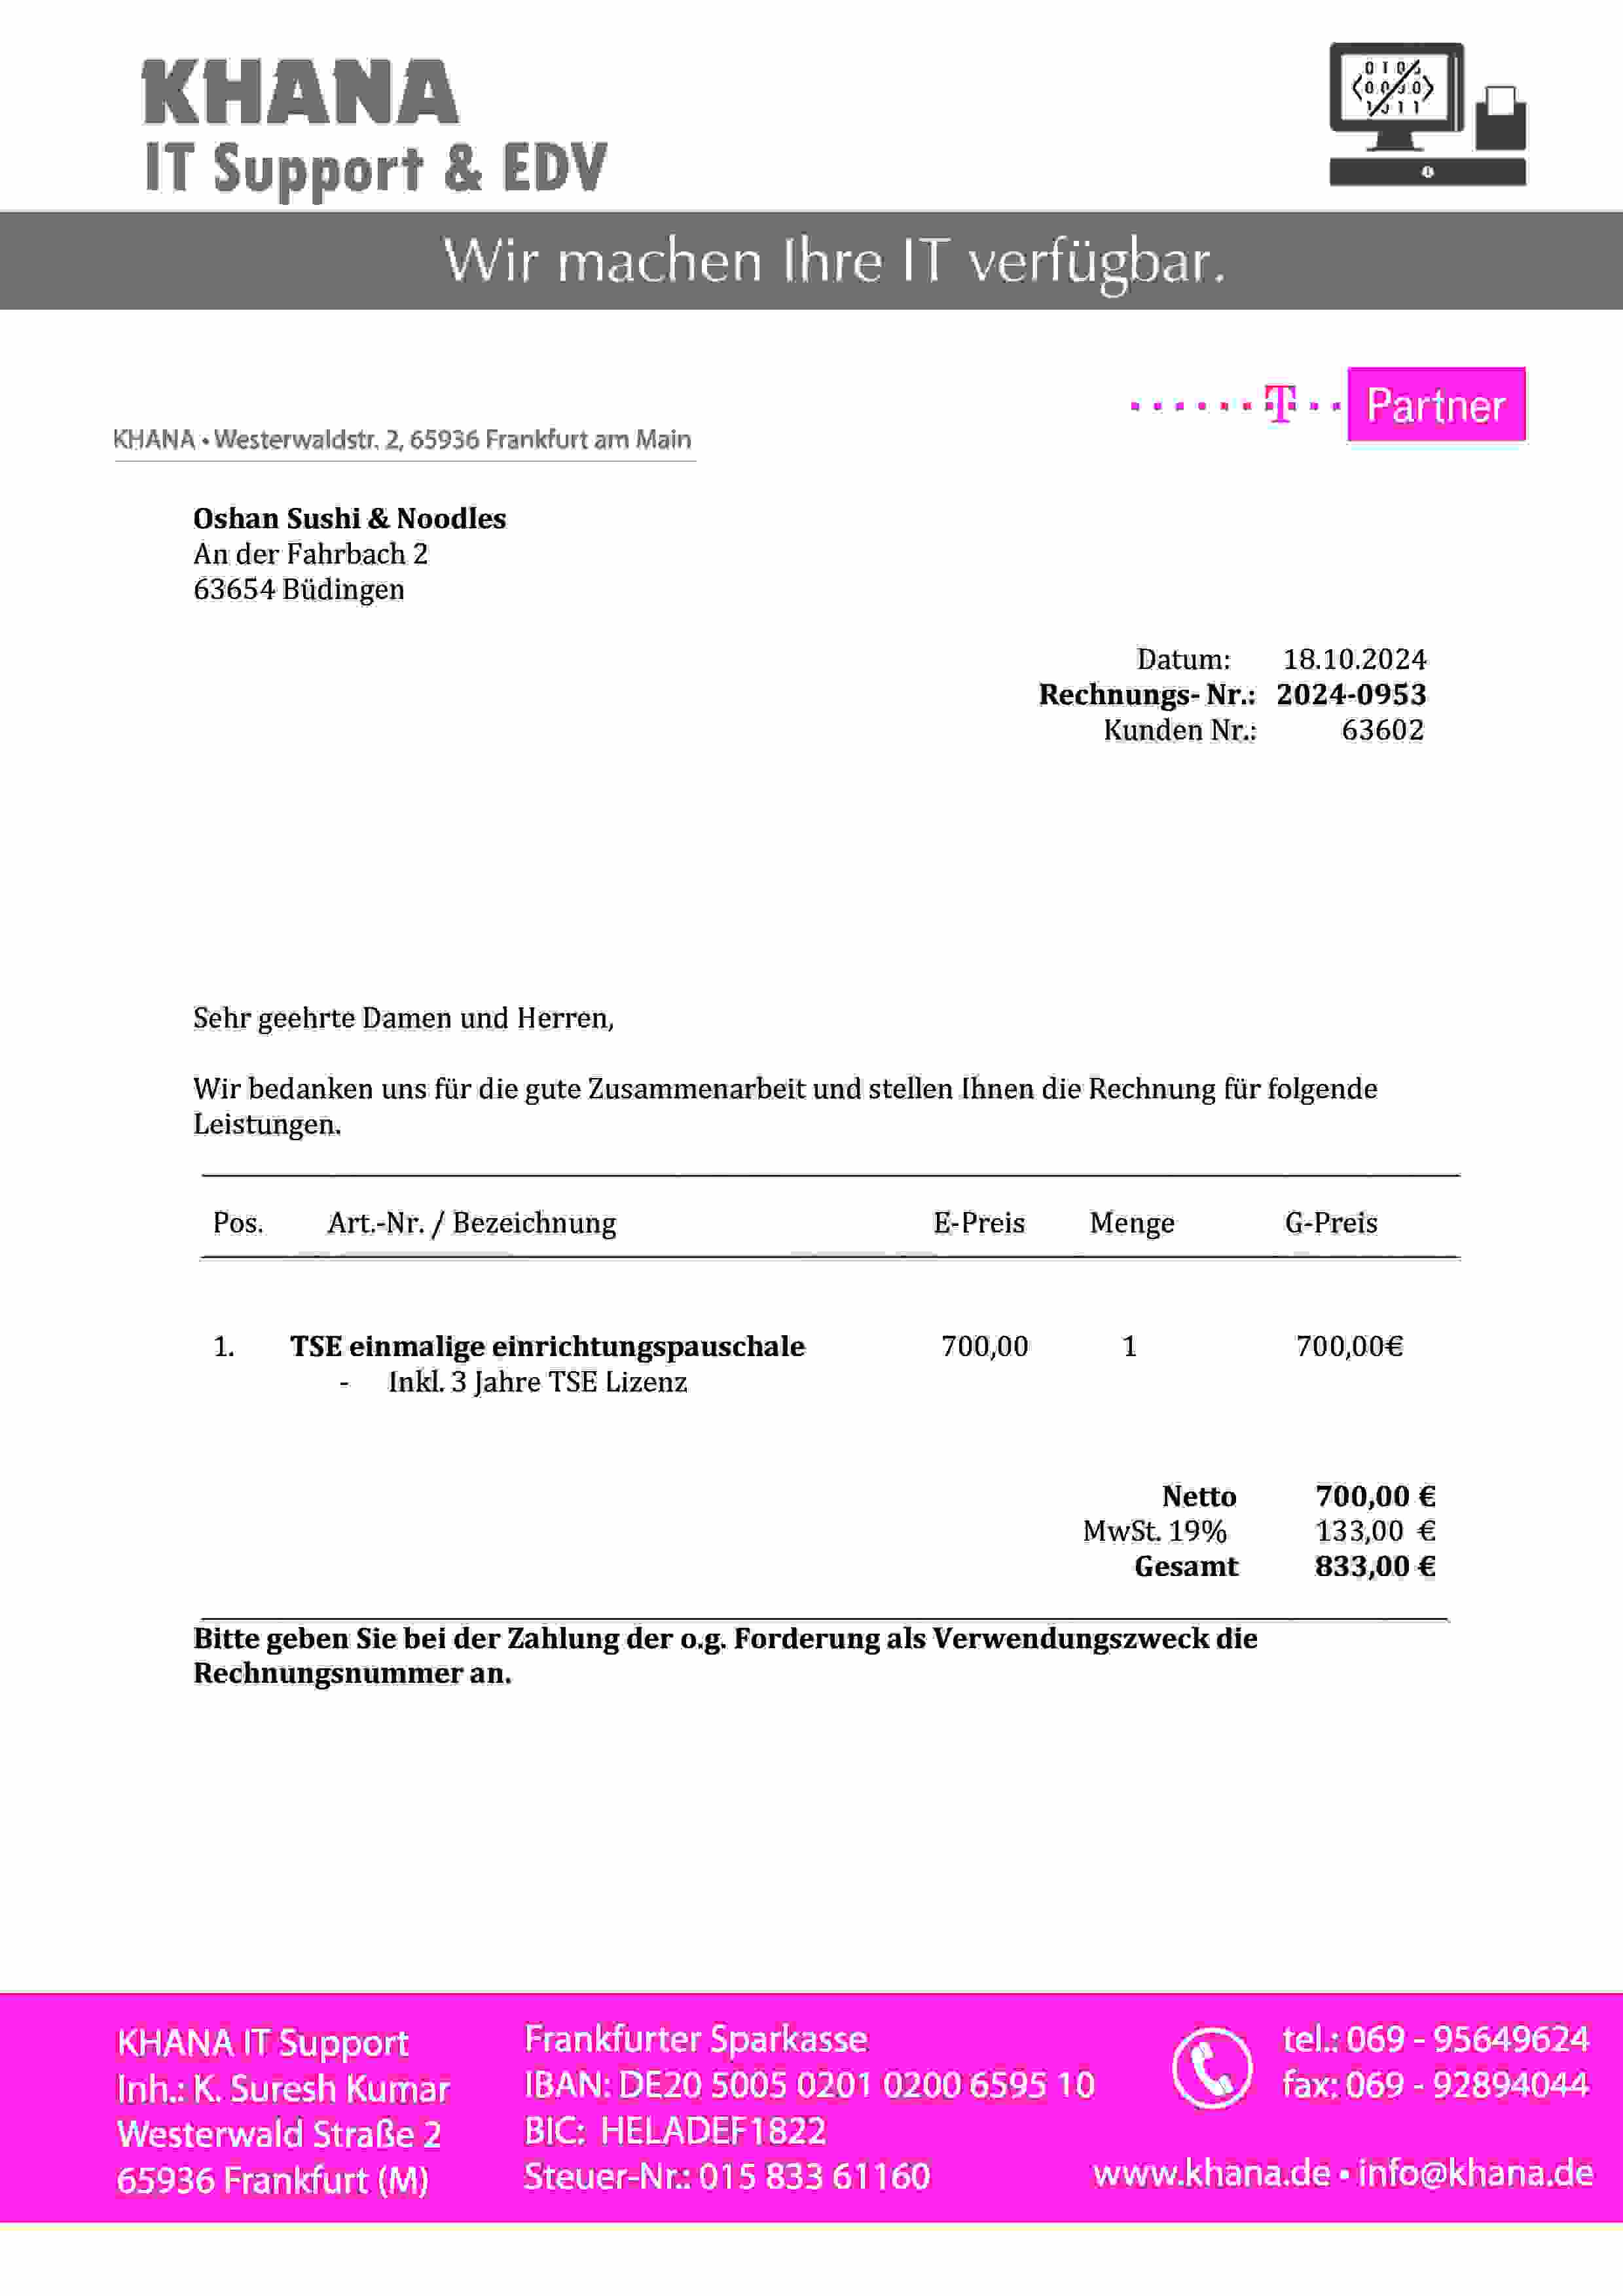 KHANA
IT Support & EDV
Wir machen Ihre IT verfügbar.
T Partner
KHANA • Westerwaldstr. 2, 65936 Frankfurt am Main
Oshan Sushi & Noodles
An der Fahrbach 2
63654 Büdingen
Datum: 18.10.2024
Rechnungs- Nr.: 2024-0953
Kunden Nr.: 63602
Sehr geehrte Damen und Herren,
Wir bedanken uns für die gute Zusammenarbeit und stellen Ihnen die Rechnung für folgende
Leistungen.
Pos. Art.-Nr. / Bezeichnung E-Preis Menge G-Preis
1. TSE einmalige einrichtungspauschale 700,00 1 700,00€
- Inkl. 3 Jahre TSE Lizenz
Netto 700,00 €
MwSt. 19% 133,00 €
Gesamt 833,00 €
Bitte geben Sie bei der Zahlung der o.g. Forderung als Verwendungszweck die
Rechnungsnummer an.
KHANA IT Support
Inh.: K. Suresh Kumar
Westerwald Straße 2
65936 Frankfurt (M)
Frankfurter Sparkasse
IBAN: DE20 5005 0201 0200 6595 10
BIC: HELADEF1822
Steuer-Nr.: 015 833 61160
tel.: 069 - 95649624
fax: 069 - 92894044
www.khana.de • info@khana.de